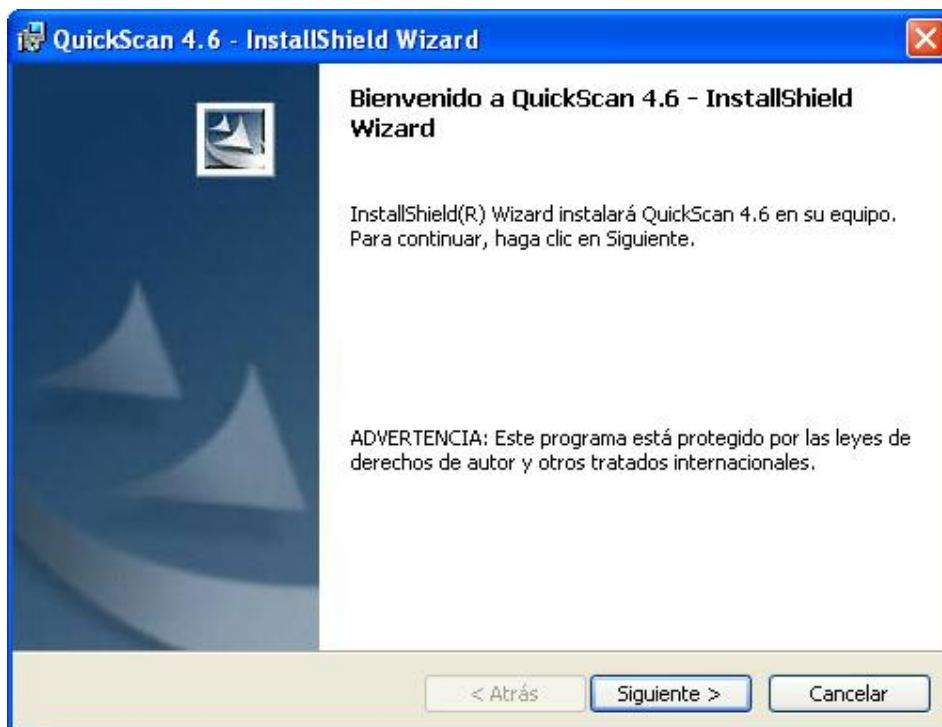 QuickScan 4.6 - InstallShield Wizard
Bienvenido a QuickScan 4.6 - InstallShield
Wizard
InstallShield(R) Wizard instalará QuickScan 4.6 en su equipo.
Para continuar, haga clic en Siguiente.
ADVERTENCIA: Este programa está protegido por las leyes de
derechos de autor y otros tratados internacionales.
< Atrás
Siguiente >
Cancelar